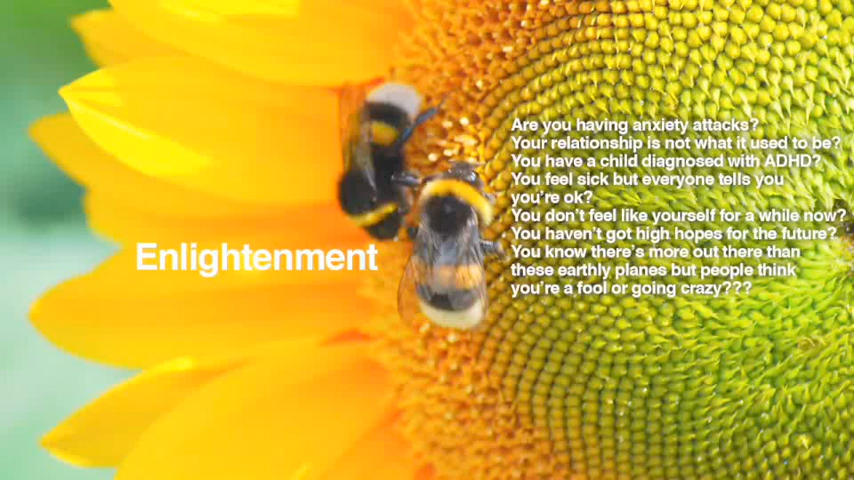 Enlightenment
Are you having anxiety attacks?
Your relationship is not what it used to be?
You have a child diagnosed with ADHD?
You feel sick but everyone tells you
you're ok?
You don't feel like yourself for a while now?
You haven't got high hopes for the future?
You know there's more out there than
these earthly planes but people think
you're a fool or going crazy???